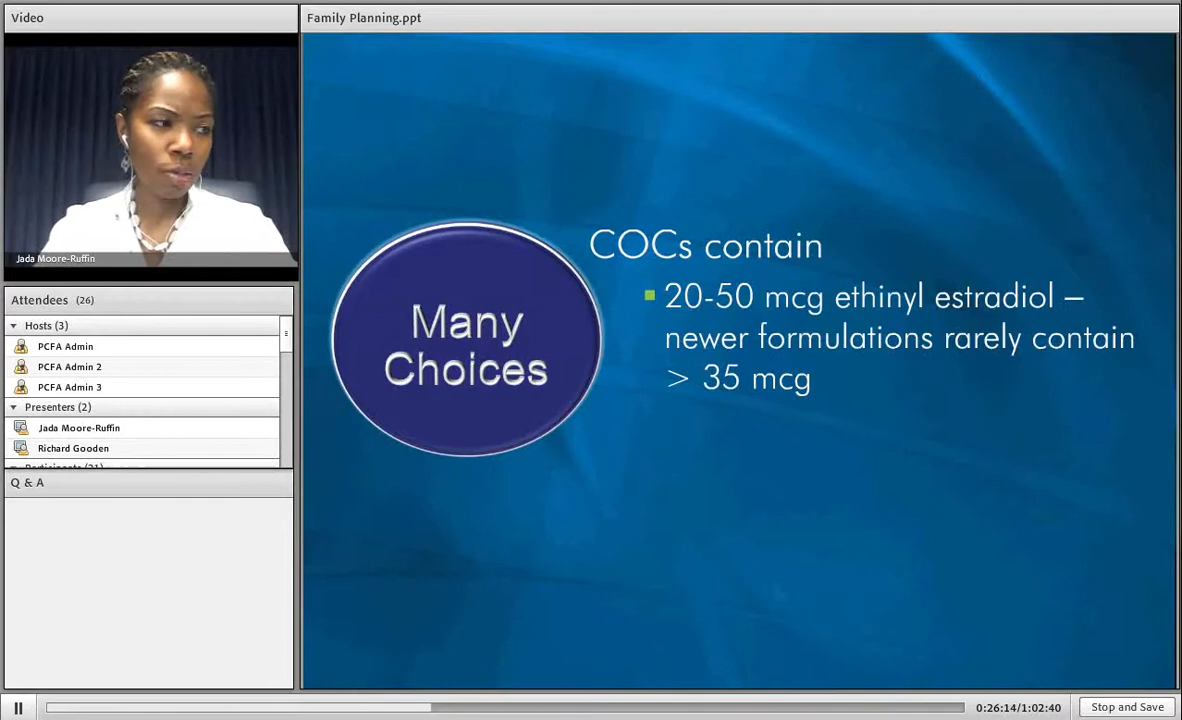 Video
Family Planning.ppt
Jada Moore-Ruffin
Attendees (26)
Hosts (3)
PCFA Admin
PCFA Admin 2
PCFA Admin 3
Presenters (2)
Jada Moore-Ruffin
Richard Gooden
Participants (21)
Q & A
Many
Choices
COCs contain
20-50 mcg ethinyl estradiol –
newer formulations rarely contain
> 35 mcg
0:26:14/1:02:40
Stop and Save